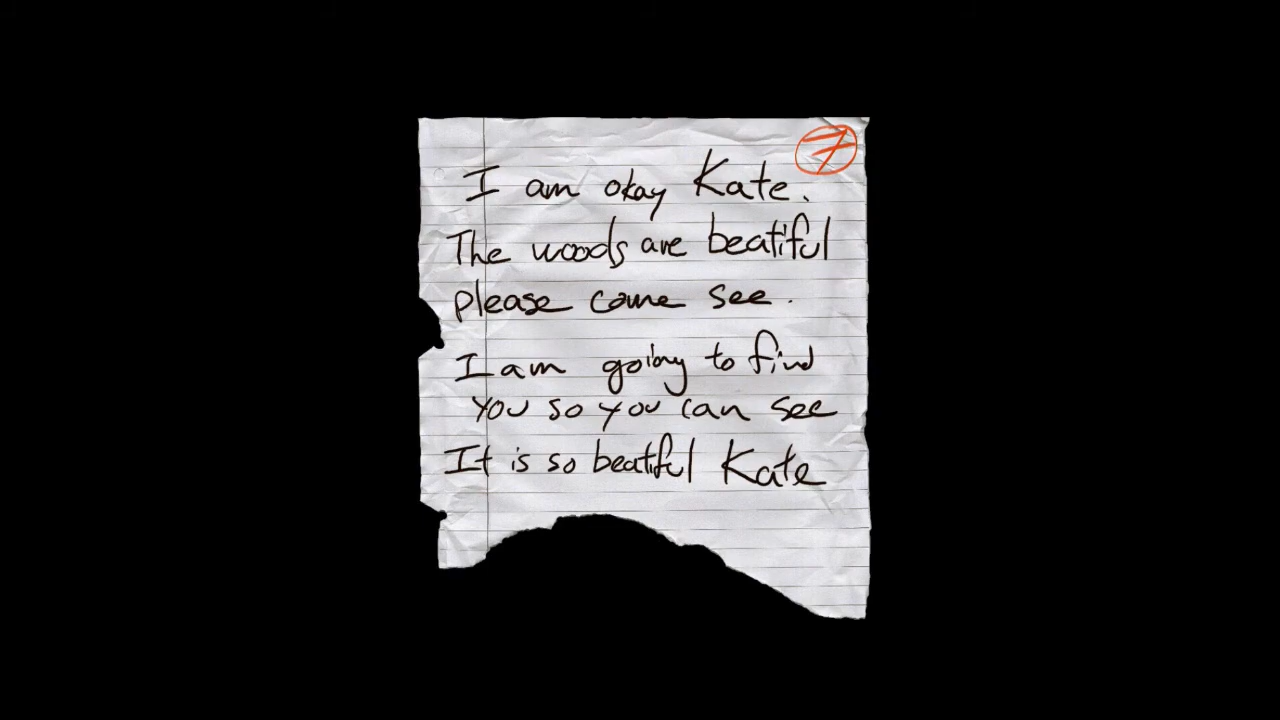 7
I am okay Kate.
The woods are beatiful
please come see.
I am going to find
you so you can see
It is so beatiful Kate